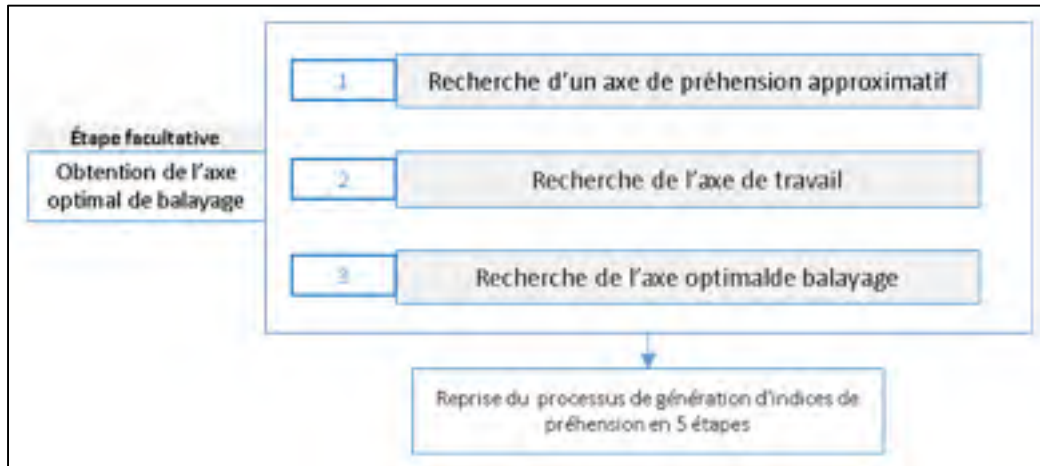 1
Recherche d'un axe de préhension approximatif
Étape facultative
Obtention de l'axe
optimal de balayage
2
Recherche de l'axe de travail
3
Recherche de l'axe optimalde balayage
Reprise du processus de génération d'indices de
préhension en 5 étapes